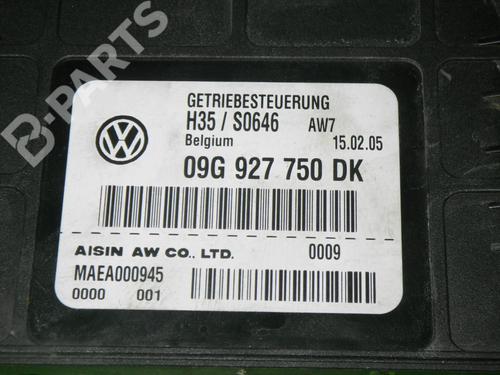 B-PARTS
GETRIEBESTEUERUNG
H35 / S0646 AW7
Belgium 15.02.05
09G 927 750 DK
AISIN AW CO., LTD. 0009
MAEA000945
0000 001